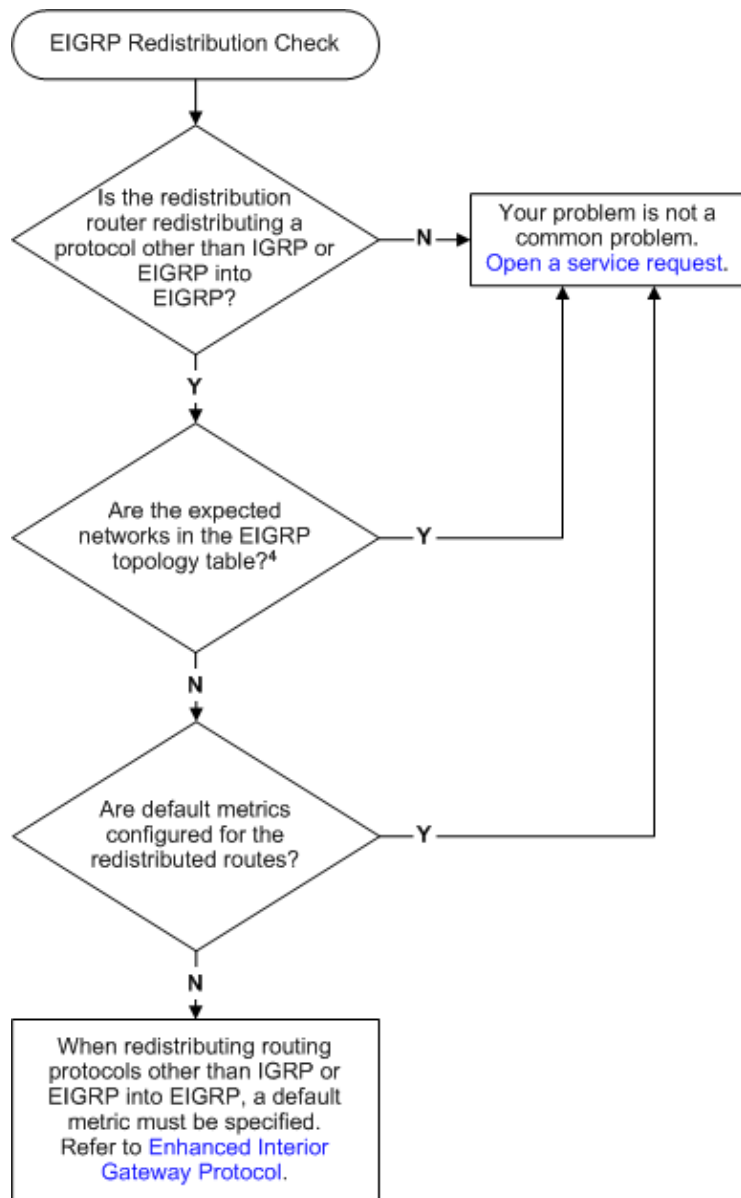 EIGRP Redistribution Check
Is the redistribution
router redistributing a
protocol other than IGRP or
EIGRP into
EIGRP?
N
Your problem is not a
common problem.
Open a service request.
Y
Are the expected
networks in the EIGRP
topology table?4
Y
N
Are default metrics
configured for the
redistributed routes?
Y
N
When redistributing routing
protocols other than IGRP or
EIGRP into EIGRP, a default
metric must be specified.
Refer to Enhanced Interior
Gateway Protocol.